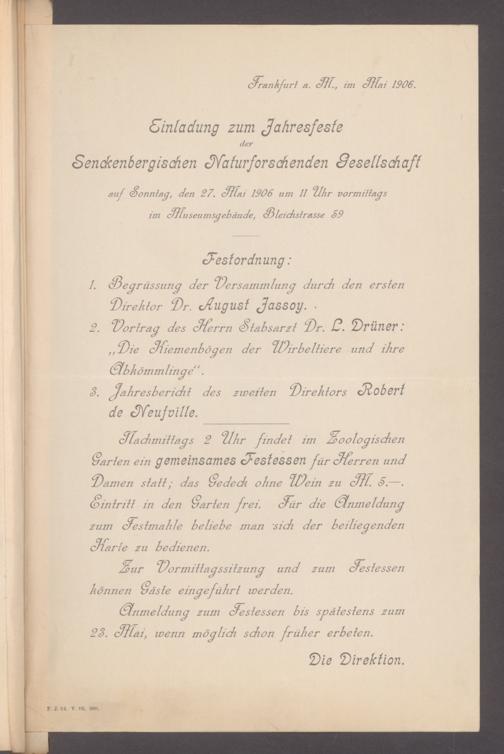 Frankfurt a. M., im Mai 1906.
Einladung zum Jahresfeste
der
Senckenbergischen Naturforschenden Gesellschaft
auf Sonntag, den 27. Mai 1906 um 11 Uhr vormittags
im Museumsgebäude, Bleichstrasse 59
Festordnung:
1. Begrüssung der Versammlung durch den ersten
Direktor Dr. August Jassoy.
2. Vortrag des Herrn Stabsarzt Dr. L. Drüner:
„Die Kiemenbögen der Wirbeltiere und ihre
Abkömmlinge“.
3. Jahresbericht des zweiten Direktors Robert
de Neufville.
Nachmittags 2 Uhr findet im Zoologischen
Garten ein gemeinsames Festessen für Herren und
Damen statt; das Gedeck ohne Wein zu M. 5.—.
Eintritt in den Garten frei. Für die Anmeldung
zum Festmahle beliebe man sich der beiliegenden
Karte zu bedienen.
Zur Vormittagssitzung und zum Festessen
können Gäste eingeführt werden.
Anmeldung zum Festessen bis spätestens zum
23. Mai, wenn möglich schon früher erbeten.
Die Direktion.